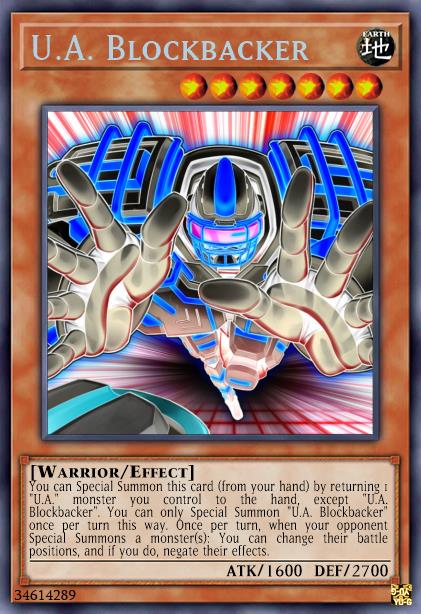 U.A. BLOCKBACKER
EARTH
地
[WARRIOR/EFFECT]
You can Special Summon this card (from your hand) by returning 1
"U.A." monster you control to the hand, except "U.A.
Blockbacker". You can only Special Summon "U.A. Blockbacker"
once per turn this way. Once per turn, when your opponent
Special Summons a monster(s): You can change their battle
positions, and if you do, negate their effects.
ATK/1600 DEF/2700
34614289